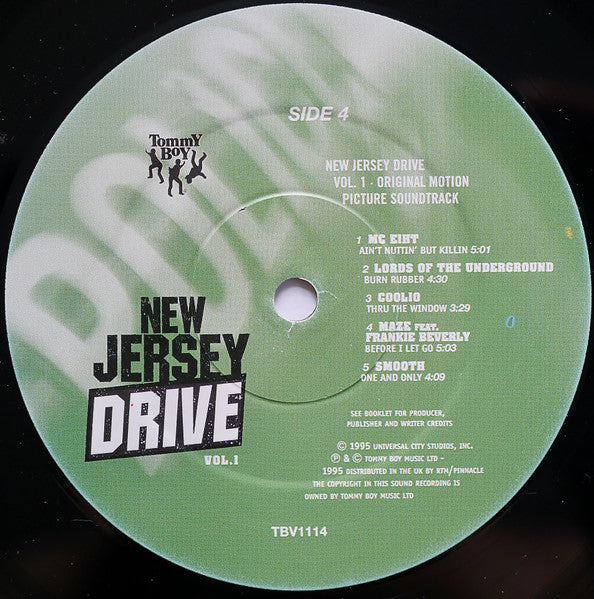 SIDE 4
TOMMY
BOY
NEW JERSEY DRIVE
VOL. 1 - ORIGINAL MOTION
PICTURE SOUNDTRACK
1 MC EIHT
AIN'T NUTTIN' BUT KILLIN 5:01
2 LORDS OF THE UNDERGROUND
BURN RUBBER 4:30
3 COOLIO
THRU THE WINDOW 3:29
4 MAZE FEAT.
FRANKIE BEVERLY
BEFORE I LET GO 5:03
5 SMOOTH
ONE AND ONLY 4:09
NEW
JERSEY
DRIVE
VOL.1
SEE BOOKLET FOR PRODUCER,
PUBLISHER AND WRITER CREDITS
© 1995 UNIVERSAL CITY STUDIOS, INC.
℗ & © TOMMY BOY MUSIC LTD -
1995 DISTRIBUTED IN THE UK BY RTM/PINNACLE
THE COPYRIGHT IN THIS SOUND RECORDING IS
OWNED BY TOMMY BOY MUSIC LTD
TBV1114